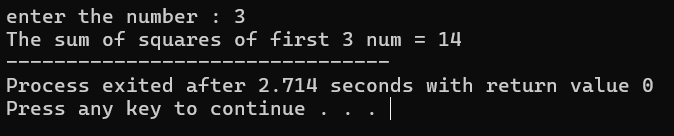 enter the number : 3
The sum of squares of first 3 num = 14
--------------------------------
Process exited after 2.714 seconds with return value 0
Press any key to continue . . .